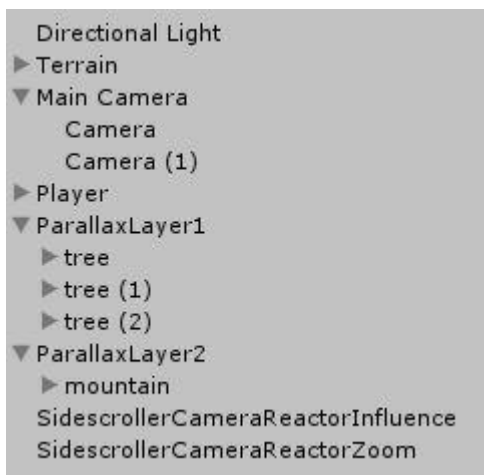 Directional Light
Terrain
Main Camera
Camera
Camera (1)
Player
ParallaxLayer1
tree
tree (1)
tree (2)
ParallaxLayer2
mountain
SidescrollerCameraReactorInfluence
SidescrollerCameraReactorZoom